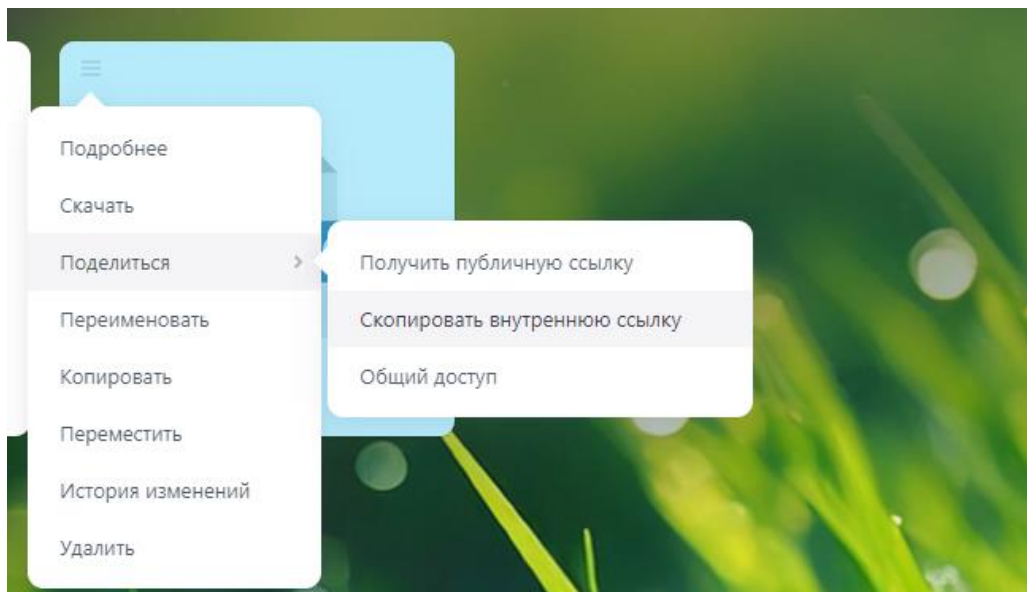 Подробнее
Скачать
Поделиться
Переименовать
Копировать
Переместить
История изменений
Удалить
Получить публичную ссылку
Скопировать внутреннюю ссылку
Общий доступ